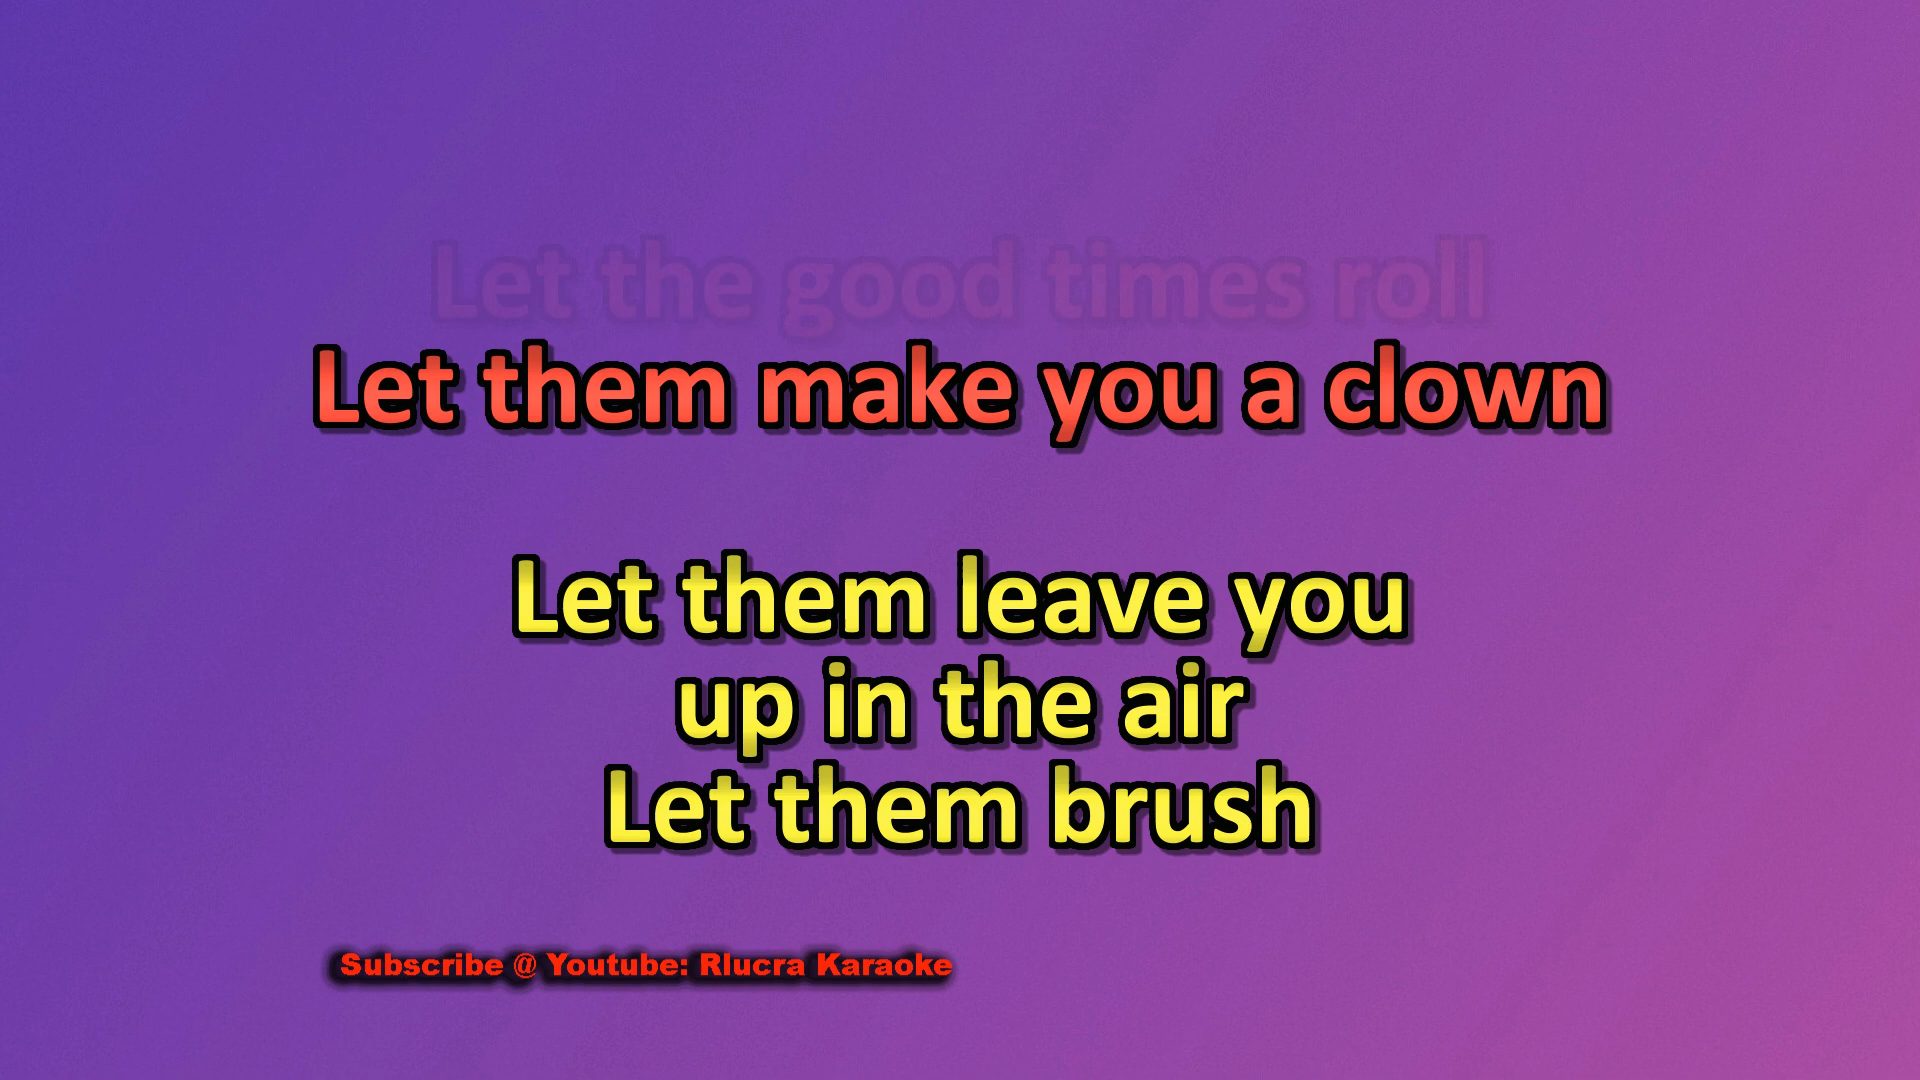 Let the good times roll
Let them make you a clown
Let them leave you
up in the air
Let them brush
Subscribe @ Youtube: Rlucra Karaoke